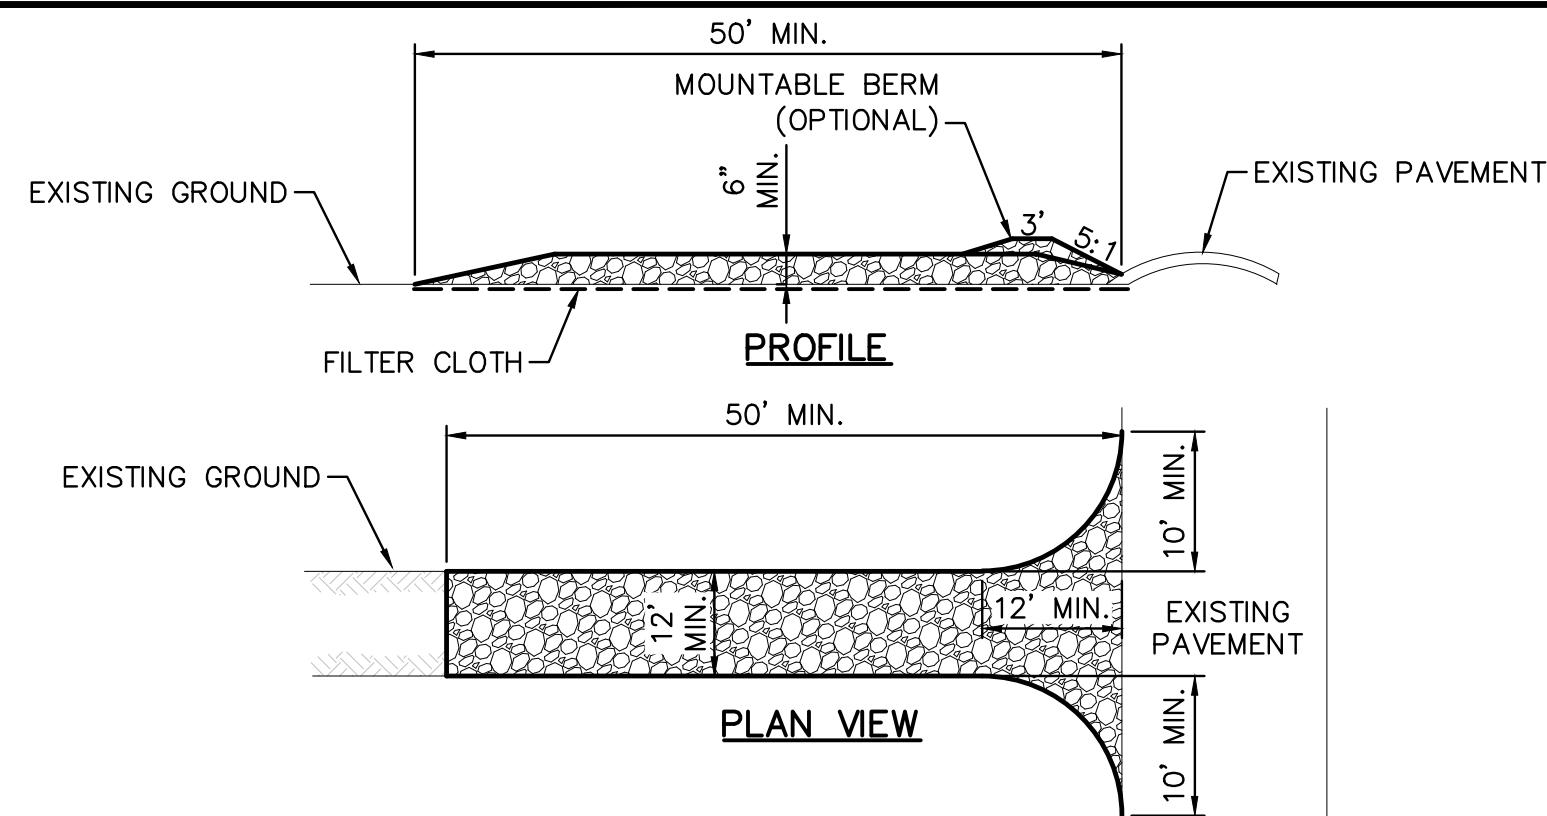 50' MIN.
MOUNTABLE BERM
(OPTIONAL)
6"
MIN.
EXISTING GROUND
EXISTING PAVEMENT
3'
5:1
FILTER CLOTH
PROFILE
50' MIN.
EXISTING GROUND
10' MIN.
12'
MIN.
12' MIN.
EXISTING
PAVEMENT
PLAN VIEW
10' MIN.